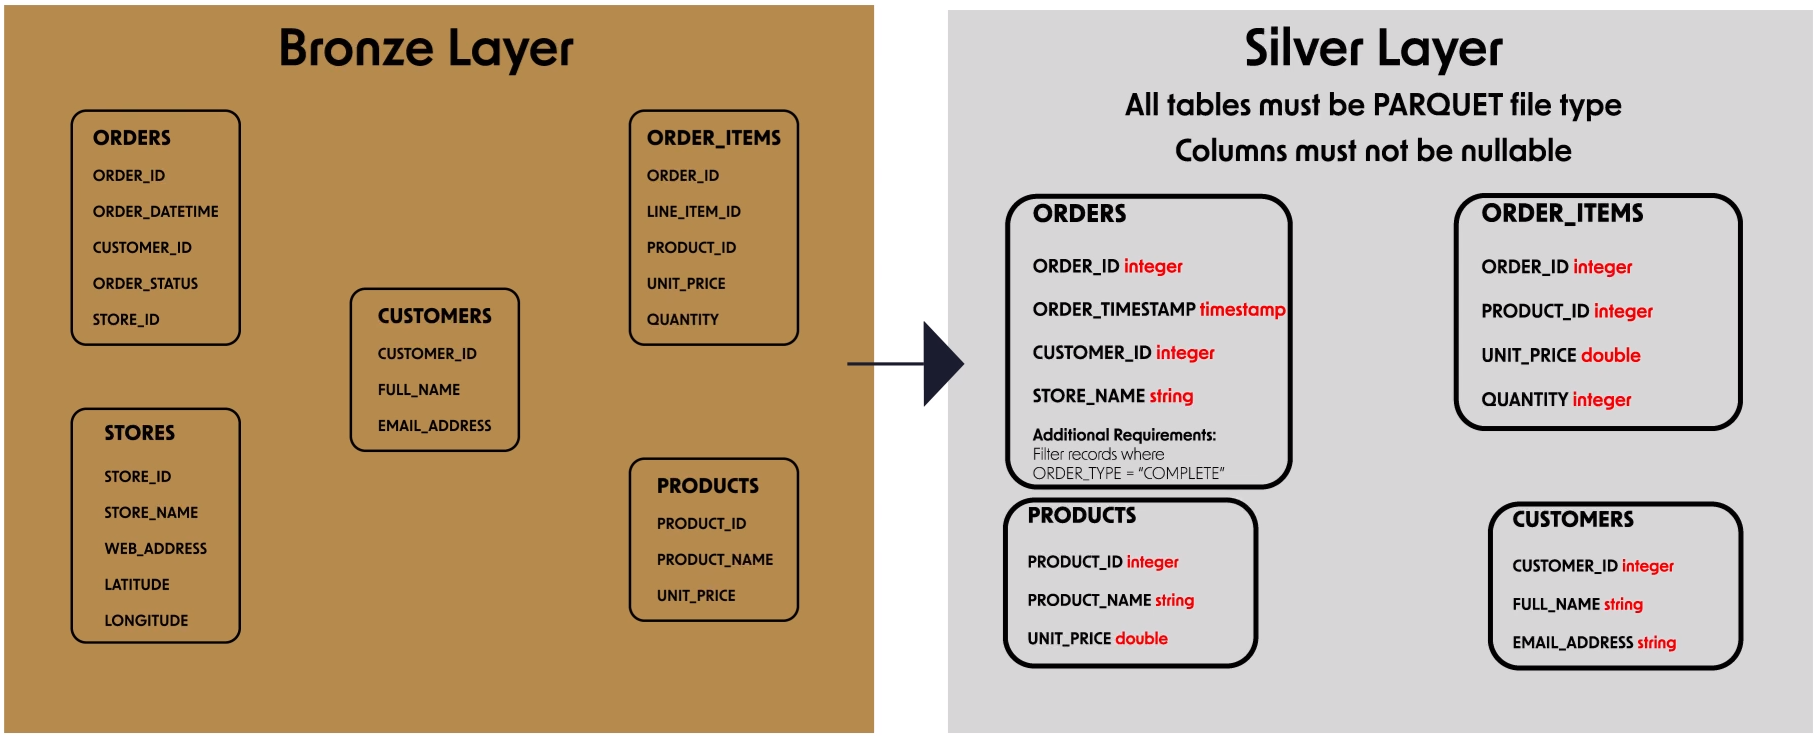 Bronze Layer
ORDERS
ORDER_ID
ORDER_DATETIME
CUSTOMER_ID
ORDER_STATUS
STORE_ID
ORDER_ITEMS
ORDER_ID
LINE_ITEM_ID
PRODUCT_ID
UNIT_PRICE
QUANTITY
CUSTOMERS
CUSTOMER_ID
FULL_NAME
EMAIL_ADDRESS
STORES
STORE_ID
STORE_NAME
WEB_ADDRESS
LATITUDE
LONGITUDE
PRODUCTS
PRODUCT_ID
PRODUCT_NAME
UNIT_PRICE
Silver Layer
All tables must be PARQUET file type
Columns must not be nullable
ORDERS
ORDER_ID integer
ORDER_TIMESTAMP timestamp
CUSTOMER_ID integer
STORE_NAME string
Additional Requirements:
Filter records where
ORDER_TYPE = “COMPLETE”
ORDER_ITEMS
ORDER_ID integer
PRODUCT_ID integer
UNIT_PRICE double
QUANTITY integer
PRODUCTS
PRODUCT_ID integer
PRODUCT_NAME string
UNIT_PRICE double
CUSTOMERS
CUSTOMER_ID integer
FULL_NAME string
EMAIL_ADDRESS string